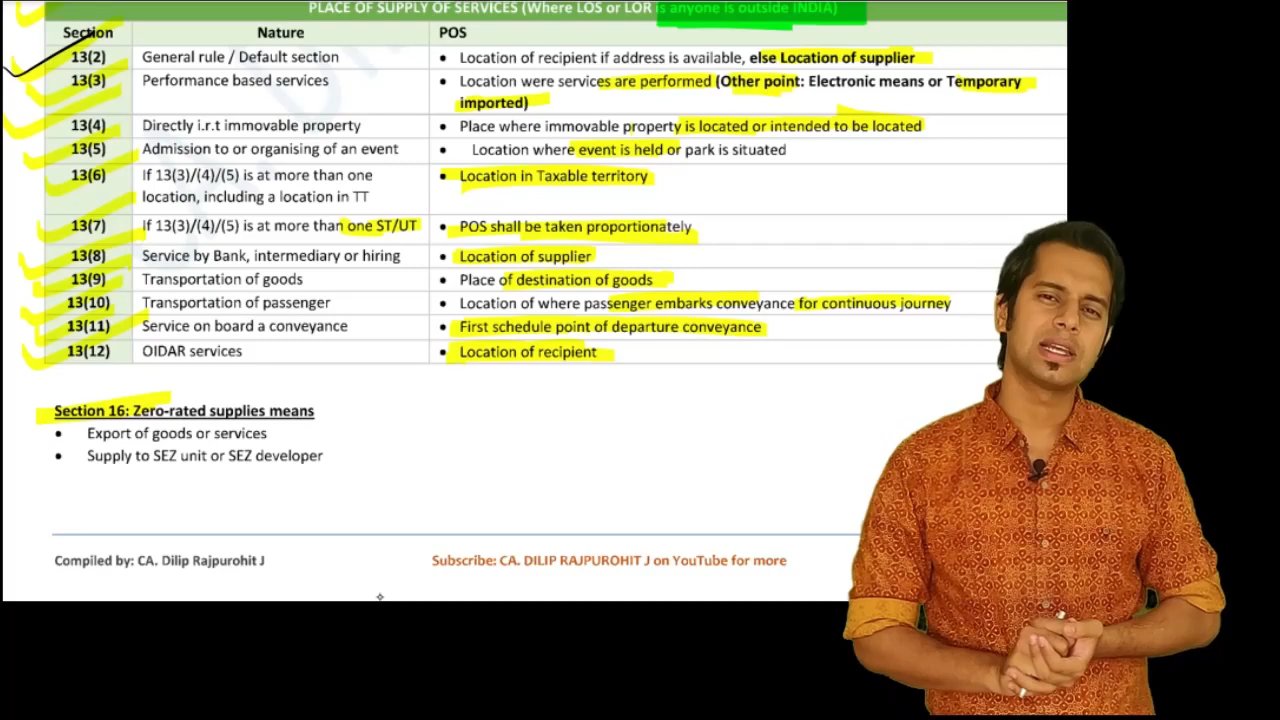 PLACE OF SUPPLY OF SERVICES (Where LOS or LOR is anyone is outside INDIA)
Section Nature POS
13(2) General rule / Default section • Location of recipient if address is available, else Location of supplier
13(3) Performance based services • Location were services are performed (Other point: Electronic means or Temporary
imported)
13(4) Directly i.r.t immovable property • Place where immovable property is located or intended to be located
13(5) Admission to or organising of an event • Location where event is held or park is situated
13(6) If 13(3)/(4)/(5) is at more than one • Location in Taxable territory
location, including a location in TT
13(7) If 13(3)/(4)/(5) is at more than one ST/UT • POS shall be taken proportionately
13(8) Service by Bank, intermediary or hiring • Location of supplier
13(9) Transportation of goods • Place of destination of goods
13(10) Transportation of passenger • Location of where passenger embarks conveyance for continuous journey
13(11) Service on board a conveyance • First schedule point of departure conveyance
13(12) OIDAR services • Location of recipient
Section 16: Zero-rated supplies means
• Export of goods or services
• Supply to SEZ unit or SEZ developer
Compiled by: CA. Dilip Rajpurohit J Subscribe: CA. DILIP RAJPUROHIT J on YouTube for more